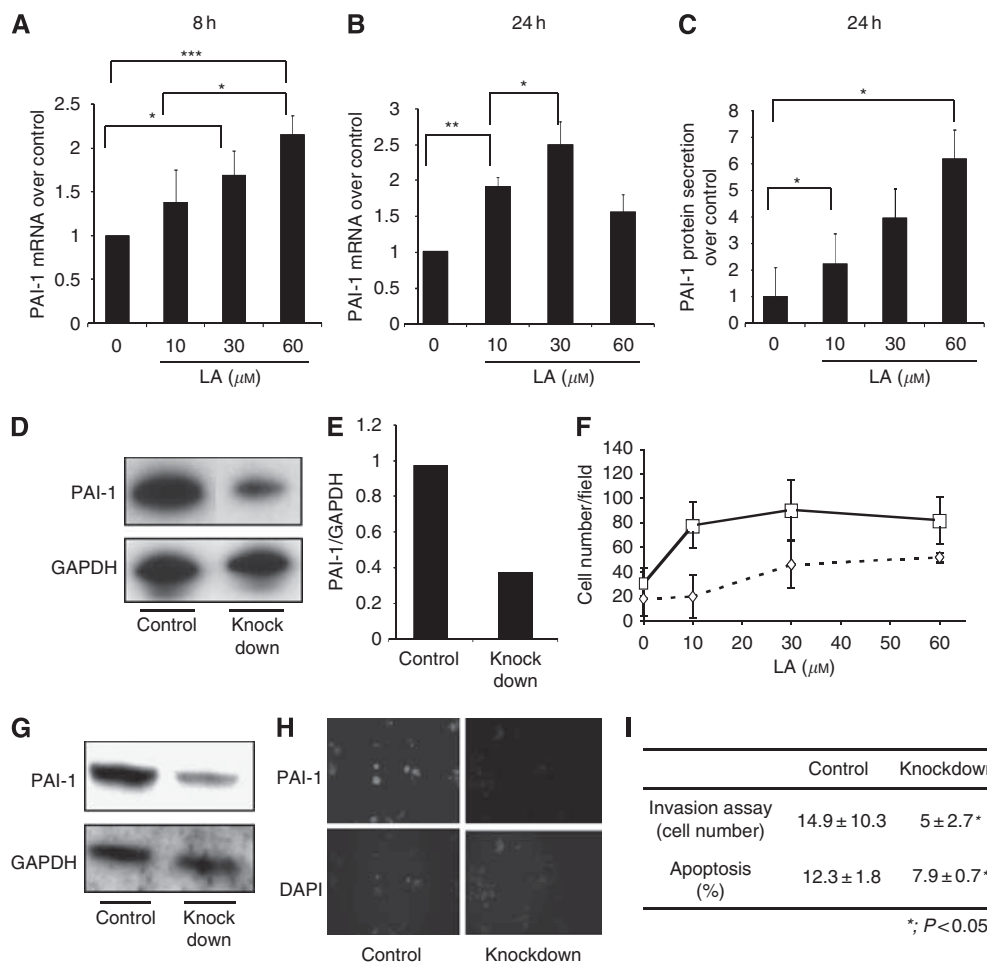 A
8 h
***
*
*
PAI-1 mRNA over control
2.5
2
1.5
1
0.5
0
0 10 30 60
LA (μM)
B
24 h
*
**
PAI-1 mRNA over control
3
2.5
2
1.5
1
0.5
0
0 10 30 60
LA (μM)
C
24 h
*
*
PAI-1 protein secretion
over control
8
7
6
5
4
3
2
1
0
0 10 30 60
LA (μM)
D
PAI-1
GAPDH
Control Knock
down
E
PAI-1/GAPDH
1.2
1
0.8
0.6
0.4
0.2
0
Control Knock
down
F
Cell number/field
140
120
100
80
60
40
20
0
0 10 20 30 40 50 60
LA (μM)
G
PAI-1
GAPDH
Control Knock
down
H
PAI-1
DAPI
Control Knockdown
I
Control Knockdown
Invasion assay
(cell number) 14.9 ± 10.3 5 ± 2.7*
Apoptosis
(%) 12.3 ± 1.8 7.9 ± 0.7*
*; P < 0.05